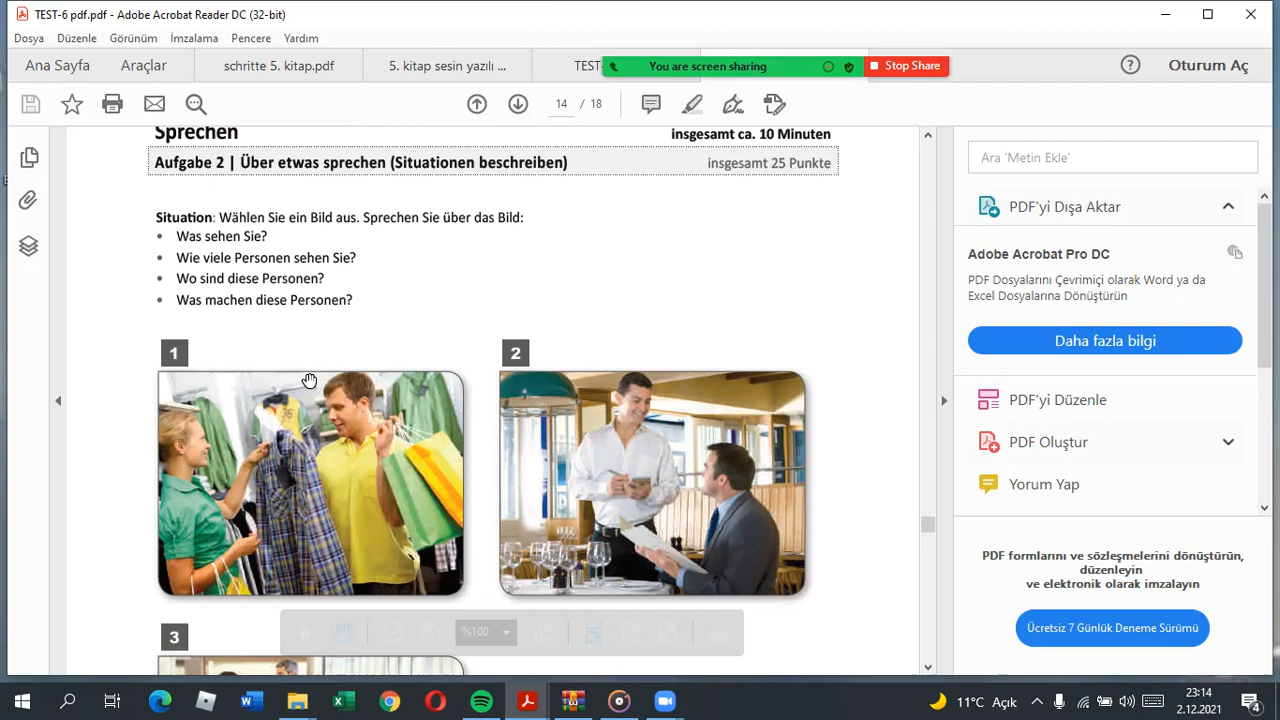 TEST-6 pdf.pdf - Adobe Acrobat Reader DC (32-bit)
Dosya Düzenle Görünüm İmzalama Pencere Yardım
Ana Sayfa Araçlar schritte 5. kitap.pdf 5. kitap sesin yazılı ... TEST- You are screen sharing Stop Share Oturum Aç
14 / 18
Sprechen insgesamt ca. 10 Minuten
Aufgabe 2 | Über etwas sprechen (Situationen beschreiben) insgesamt 25 Punkte
Situation: Wählen Sie ein Bild aus. Sprechen Sie über das Bild:
• Was sehen Sie?
• Wie viele Personen sehen Sie?
• Wo sind diese Personen?
• Was machen diese Personen?
1
2
3
%100
Ara 'Metin Ekle'
PDF'yi Dışa Aktar
Adobe Acrobat Pro DC
PDF Dosyalarını Çevrimiçi olarak Word ya da
Excel Dosyalarına Dönüştürün
Daha fazla bilgi
PDF'yi Düzenle
PDF Oluştur
Yorum Yap
PDF formlarını ve sözleşmelerini dönüştürün,
düzenleyin
ve elektronik olarak imzalayın
Ücretsiz 7 Günlük Deneme Sürümü
11°C Açık
23:14
2.12.2021
4